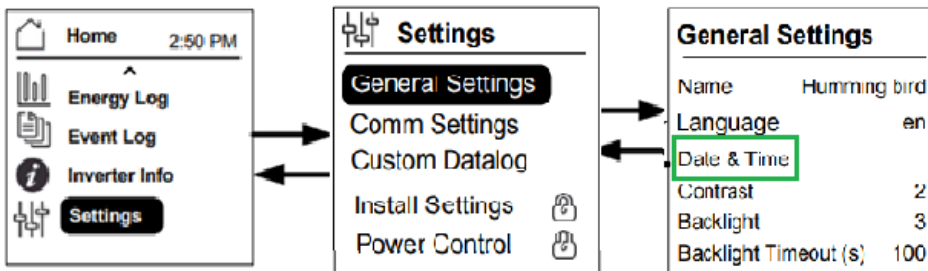 Home 2:50 PM
Energy Log
Event Log
Inverter Info
Settings
Settings
General Settings
Comm Settings
Custom Datalog
Install Settings
Power Control
General Settings
Name Humming bird
Language en
Date & Time
Contrast 2
Backlight 3
Backlight Timeout (s) 100